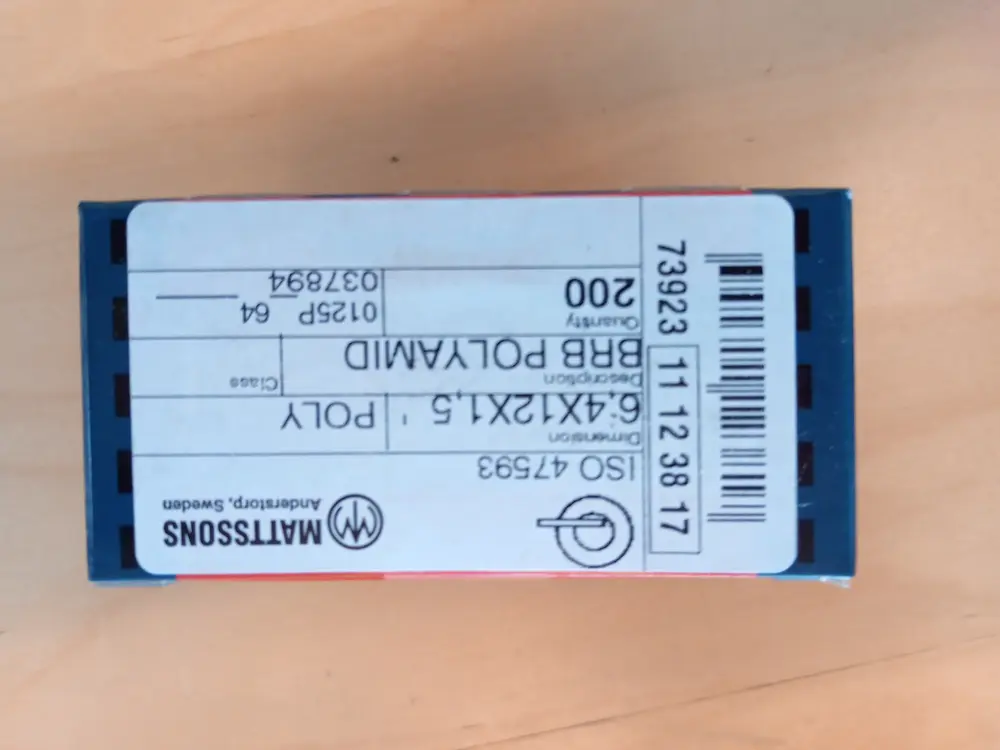 MATTSSONS
Anderstorp, Sweden
ISO 47593
Dimension
6,4X12X1,5 ' POLY
Description Class
BRB POLYAMID
Quantity
200
0125P 64
037894
73923 11 12 38 17